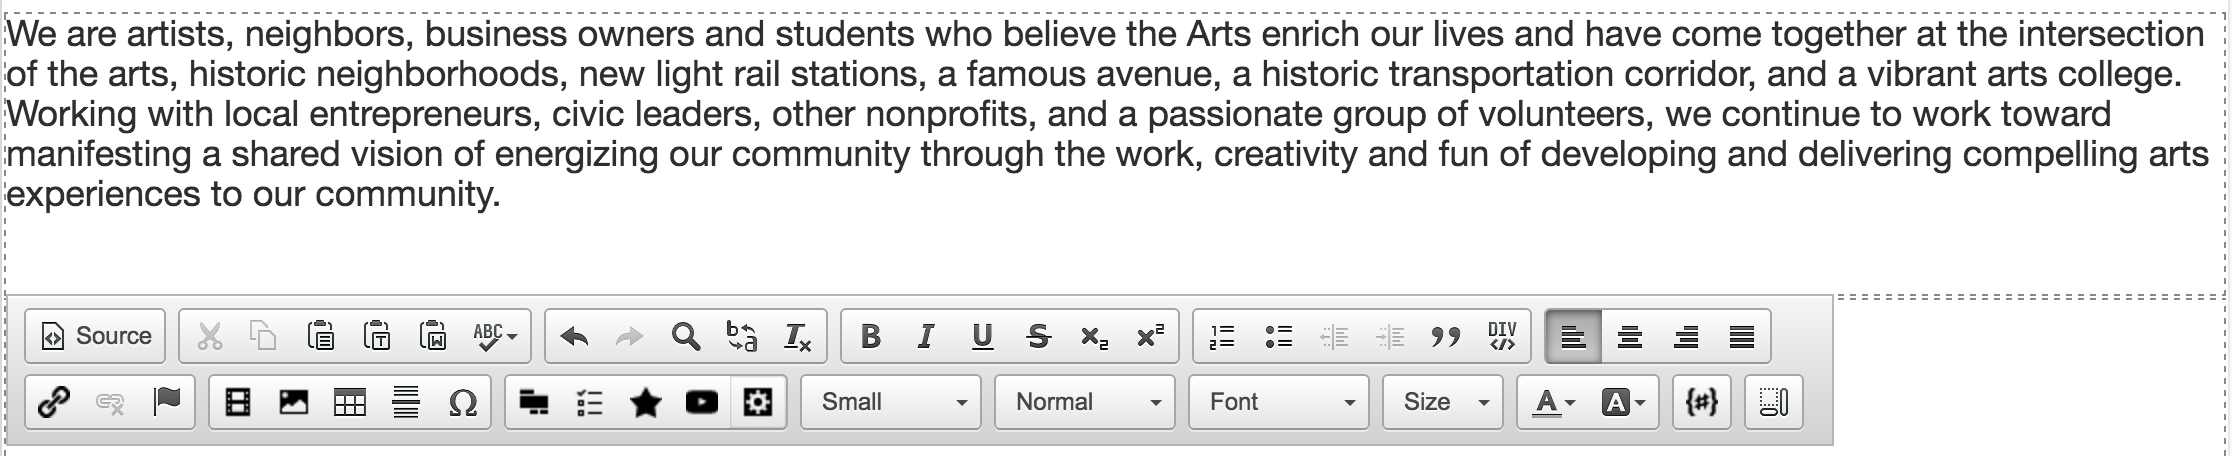 We are artists, neighbors, business owners and students who believe the Arts enrich our lives and have come together at the intersection
of the arts, historic neighborhoods, new light rail stations, a famous avenue, a historic transportation corridor, and a vibrant arts college.
Working with local entrepreneurs, civic leaders, other nonprofits, and a passionate group of volunteers, we continue to work toward
manifesting a shared vision of energizing our community through the work, creativity and fun of developing and delivering compelling arts
experiences to our community.
Source ABC b a Tx B I U S x₂ x² 1 2 99 DIV </>
Ω Small Normal Font Size A A {#}